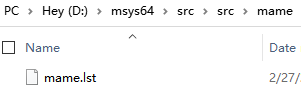 PC > Hey (D:) > msys64 > src > src > mame
Name Date
mame.lst 2/27/